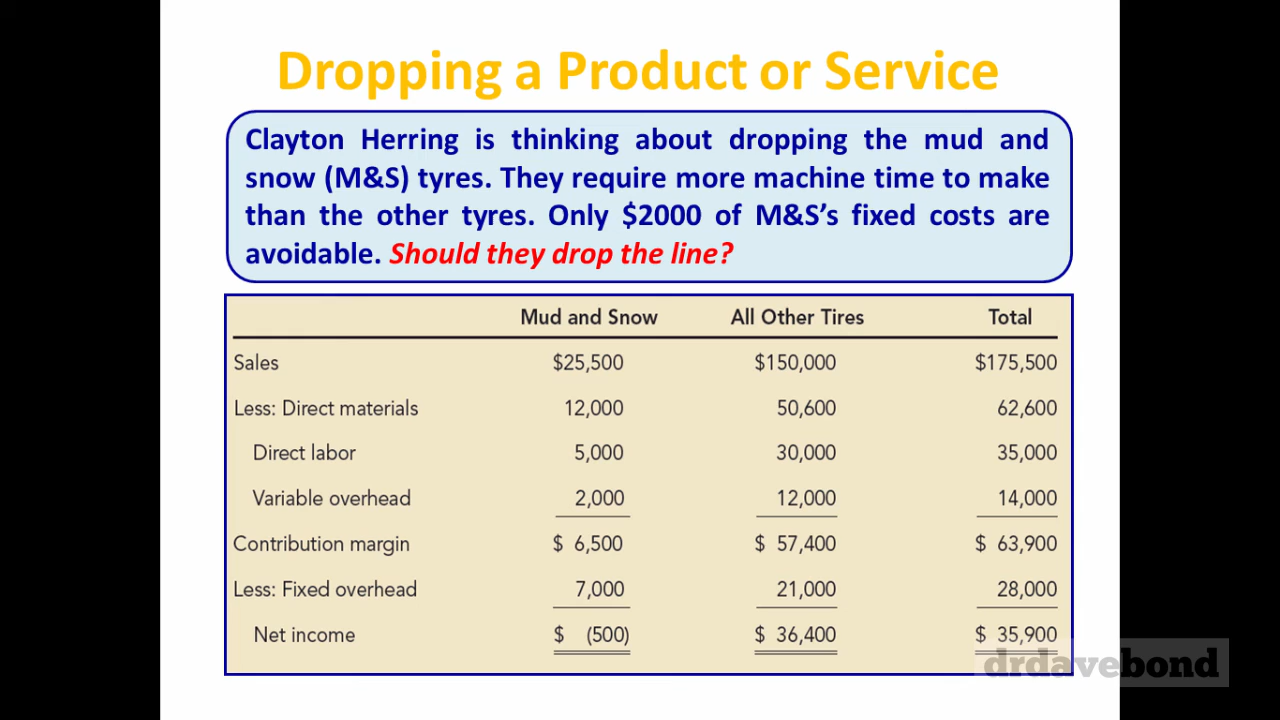 Dropping a Product or Service
Clayton Herring is thinking about dropping the mud and
snow (M&S) tyres. They require more machine time to make
than the other tyres. Only $2000 of M&S’s fixed costs are
avoidable. Should they drop the line?
Mud and Snow All Other Tires Total
Sales $25,500 $150,000 $175,500
Less: Direct materials 12,000 50,600 62,600
Direct labor 5,000 30,000 35,000
Variable overhead 2,000 12,000 14,000
Contribution margin $ 6,500 $ 57,400 $ 63,900
Less: Fixed overhead 7,000 21,000 28,000
Net income $ (500) $ 36,400 $ 35,900
drdavebond